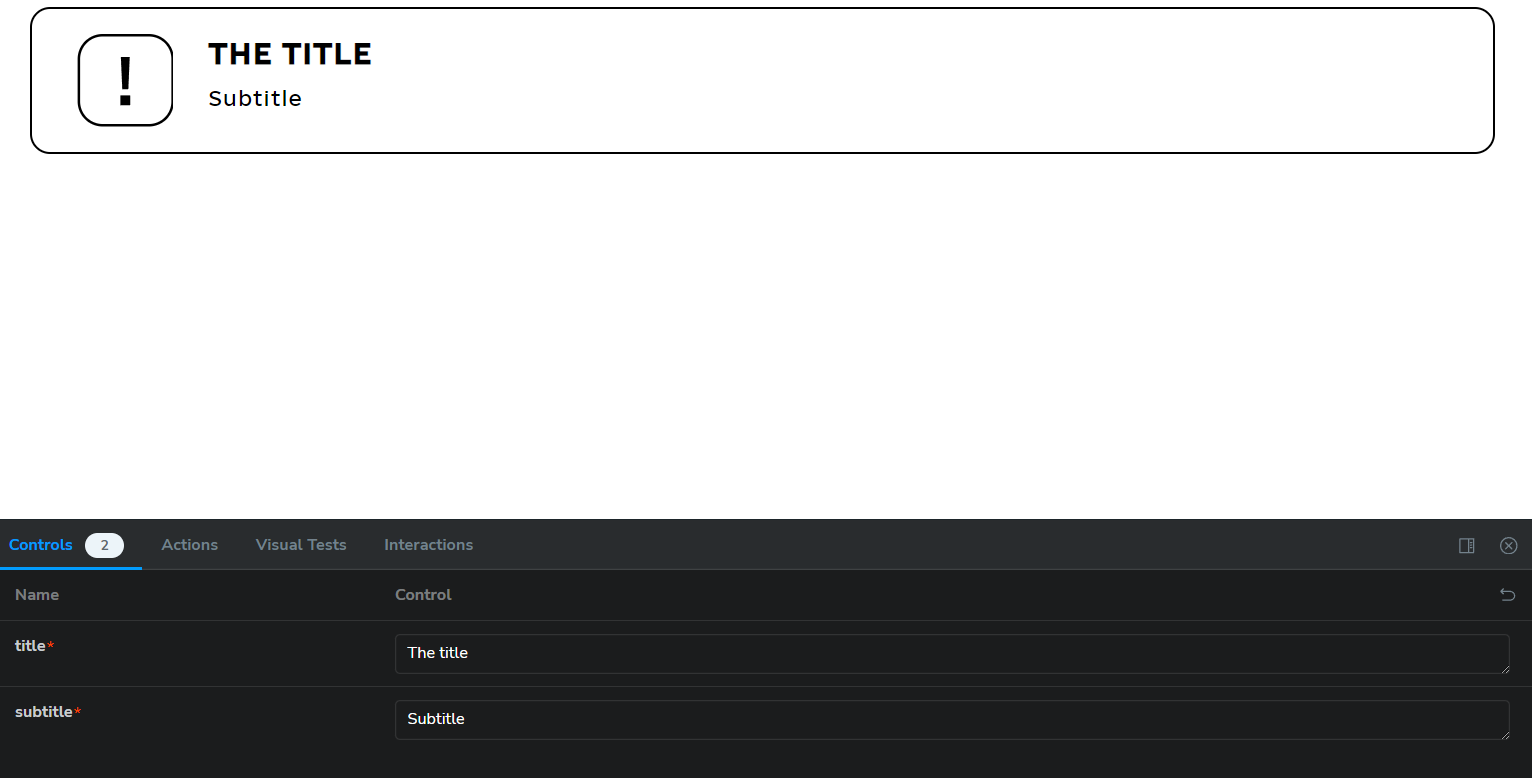 !
THE TITLE
Subtitle
Controls 2 Actions Visual Tests Interactions
Name Control
title* The title
subtitle* Subtitle